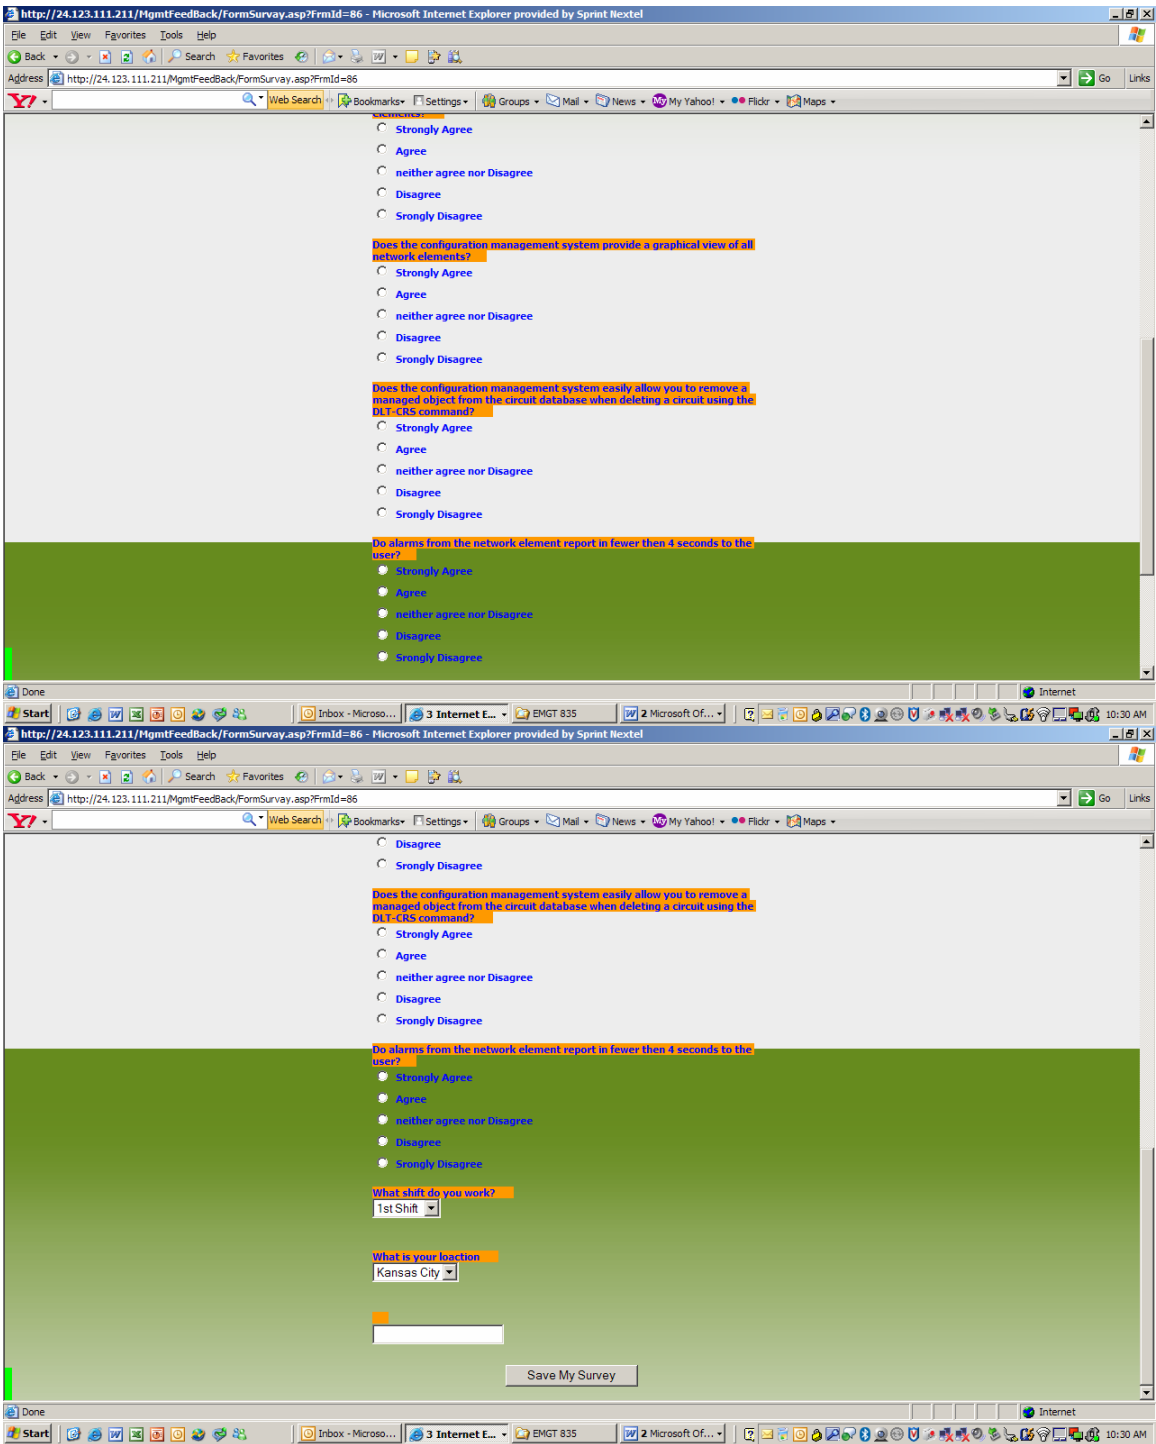 http://24.123.111.211/MgmtFeedBack/FormSurvay.asp?FrmId=86 - Microsoft Internet Explorer provided by Sprint Nextel
File Edit View Favorites Tools Help
Back Search Favorites
Address http://24.123.111.211/MgmtFeedBack/FormSurvay.asp?FrmId=86 Go Links
Y! Web Search Bookmarks Settings Groups Mail News My Yahoo! Flickr Maps
elements?
Strongly Agree
Agree
neither agree nor Disagree
Disagree
Srongly Disagree
Does the configuration management system provide a graphical view of all
network elements?
Strongly Agree
Agree
neither agree nor Disagree
Disagree
Srongly Disagree
Does the configuration management system easily allow you to remove a
managed object from the circuit database when deleting a circuit using the
DLT-CRS command?
Strongly Agree
Agree
neither agree nor Disagree
Disagree
Srongly Disagree
Do alarms from the network element report in fewer then 4 seconds to the
user?
Strongly Agree
Agree
neither agree nor Disagree
Disagree
Srongly Disagree
Done Internet
Start Inbox - Microso... 3 Internet E... EMGT 835 2 Microsoft Of... 10:30 AM
http://24.123.111.211/MgmtFeedBack/FormSurvay.asp?FrmId=86 - Microsoft Internet Explorer provided by Sprint Nextel
File Edit View Favorites Tools Help
Back Search Favorites
Address http://24.123.111.211/MgmtFeedBack/FormSurvay.asp?FrmId=86 Go Links
Y! Web Search Bookmarks Settings Groups Mail News My Yahoo! Flickr Maps
Disagree
Srongly Disagree
Does the configuration management system easily allow you to remove a
managed object from the circuit database when deleting a circuit using the
DLT-CRS command?
Strongly Agree
Agree
neither agree nor Disagree
Disagree
Srongly Disagree
Do alarms from the network element report in fewer then 4 seconds to the
user?
Strongly Agree
Agree
neither agree nor Disagree
Disagree
Srongly Disagree
What shift do you work?
1st Shift
What is your loaction
Kansas City
Save My Survey
Done Internet
Start Inbox - Microso... 3 Internet E... EMGT 835 2 Microsoft Of... 10:30 AM